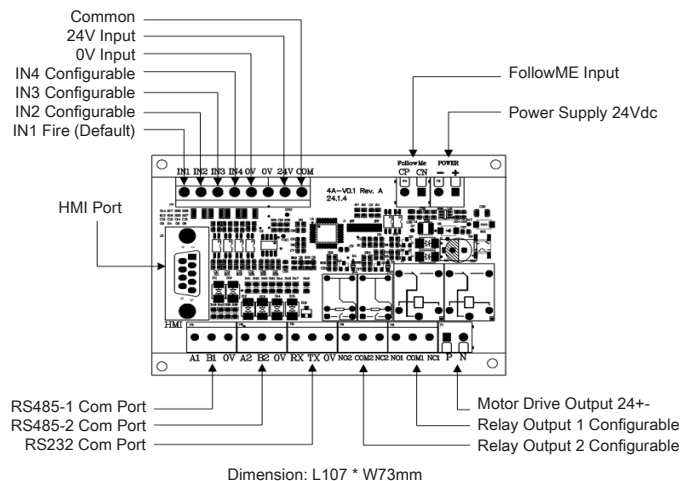 Common
24V Input
0V Input
IN4 Configurable
IN3 Configurable
IN2 Configurable
IN1 Fire (Default)
FollowME Input
Power Supply 24Vdc
IN1 IN2 IN3 IN4 0V 0V 24V COM
4A-V0.1 Rev. A
24.1.4
FollowMe POWER
CP CN - +
HMI Port
HMI
A1 B1 0V A2 B2 0V RX TX 0V NO2 COM2 NC2 NO1 COM1 NC1 P N
RS485-1 Com Port
RS485-2 Com Port
RS232 Com Port
Motor Drive Output 24+-
Relay Output 1 Configurable
Relay Output 2 Configurable
Dimension: L107 * W73mm